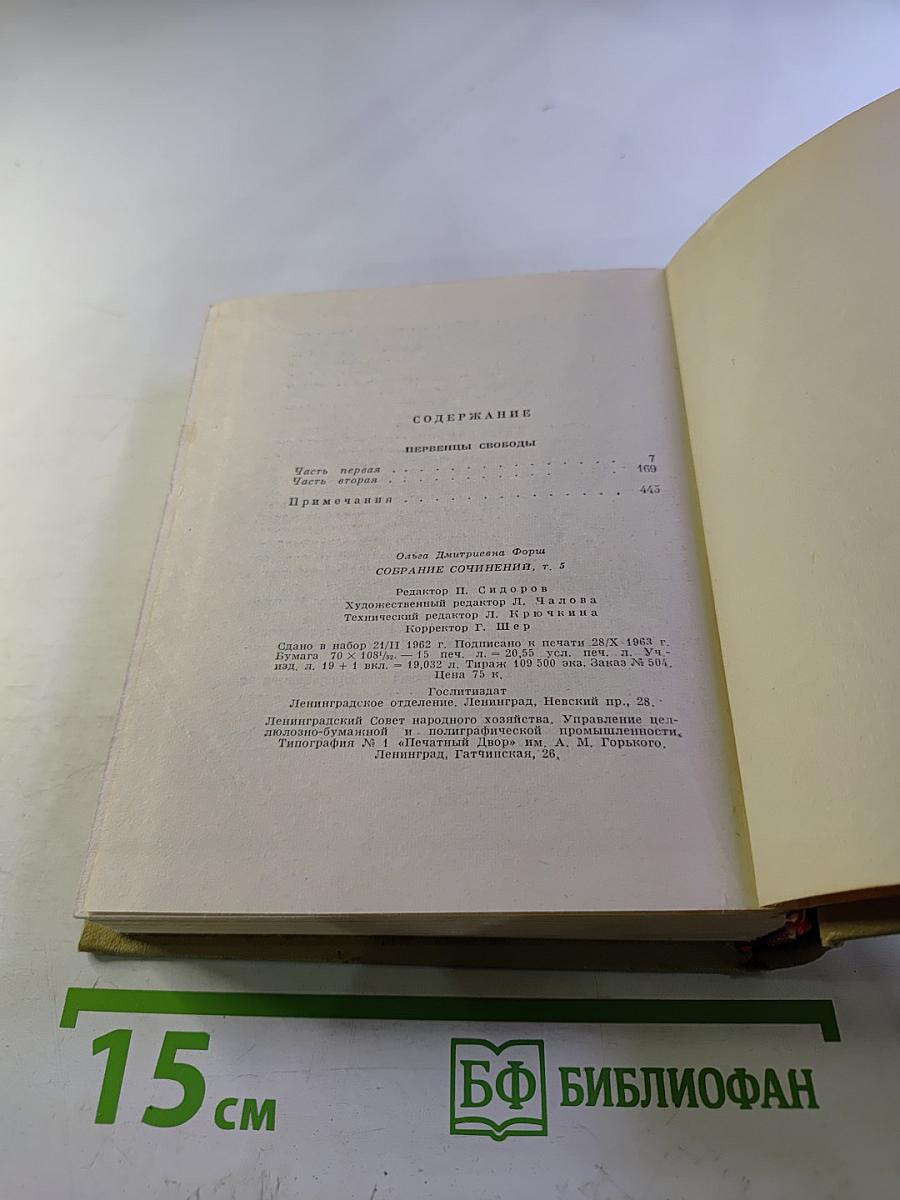 СОДЕРЖАНИЕ
ПЕРВЕНЦЫ СВОБОДЫ
Часть первая . . . . . . . . . . . . . . . 7
Часть вторая . . . . . . . . . . . . . . . 169
Примечания . . . . . . . . . . . . . . 443
Ольга Дмитриевна Форш
СОБРАНИЕ СОЧИНЕНИЙ, т. 5
Редактор П. Сидоров
Художественный редактор Л. Чалова
Технический редактор Л. Крючкина
Корректор Г. Шер
Сдано в набор 21/II 1962 г. Подписано к печати 28/X 1963 г.
Бумага 70 × 108¹/₃₂. — 15 печ. л. = 20,55 усл. печ. л. Уч.-
изд. л. 19 + 1 вкл. = 19,032 л. Тираж 109 500 экз. Заказ № 504.
Цена 75 к.
Гослитиздат
Ленинградское отделение. Ленинград, Невский пр., 28.
Ленинградский Совет народного хозяйства. Управление цел-
люлозно-бумажной и полиграфической промышленности.
Типография № 1 «Печатный Двор» им. А. М. Горького.
Ленинград, Гатчинская, 26.
15 см
БФ БИБЛИОФАН